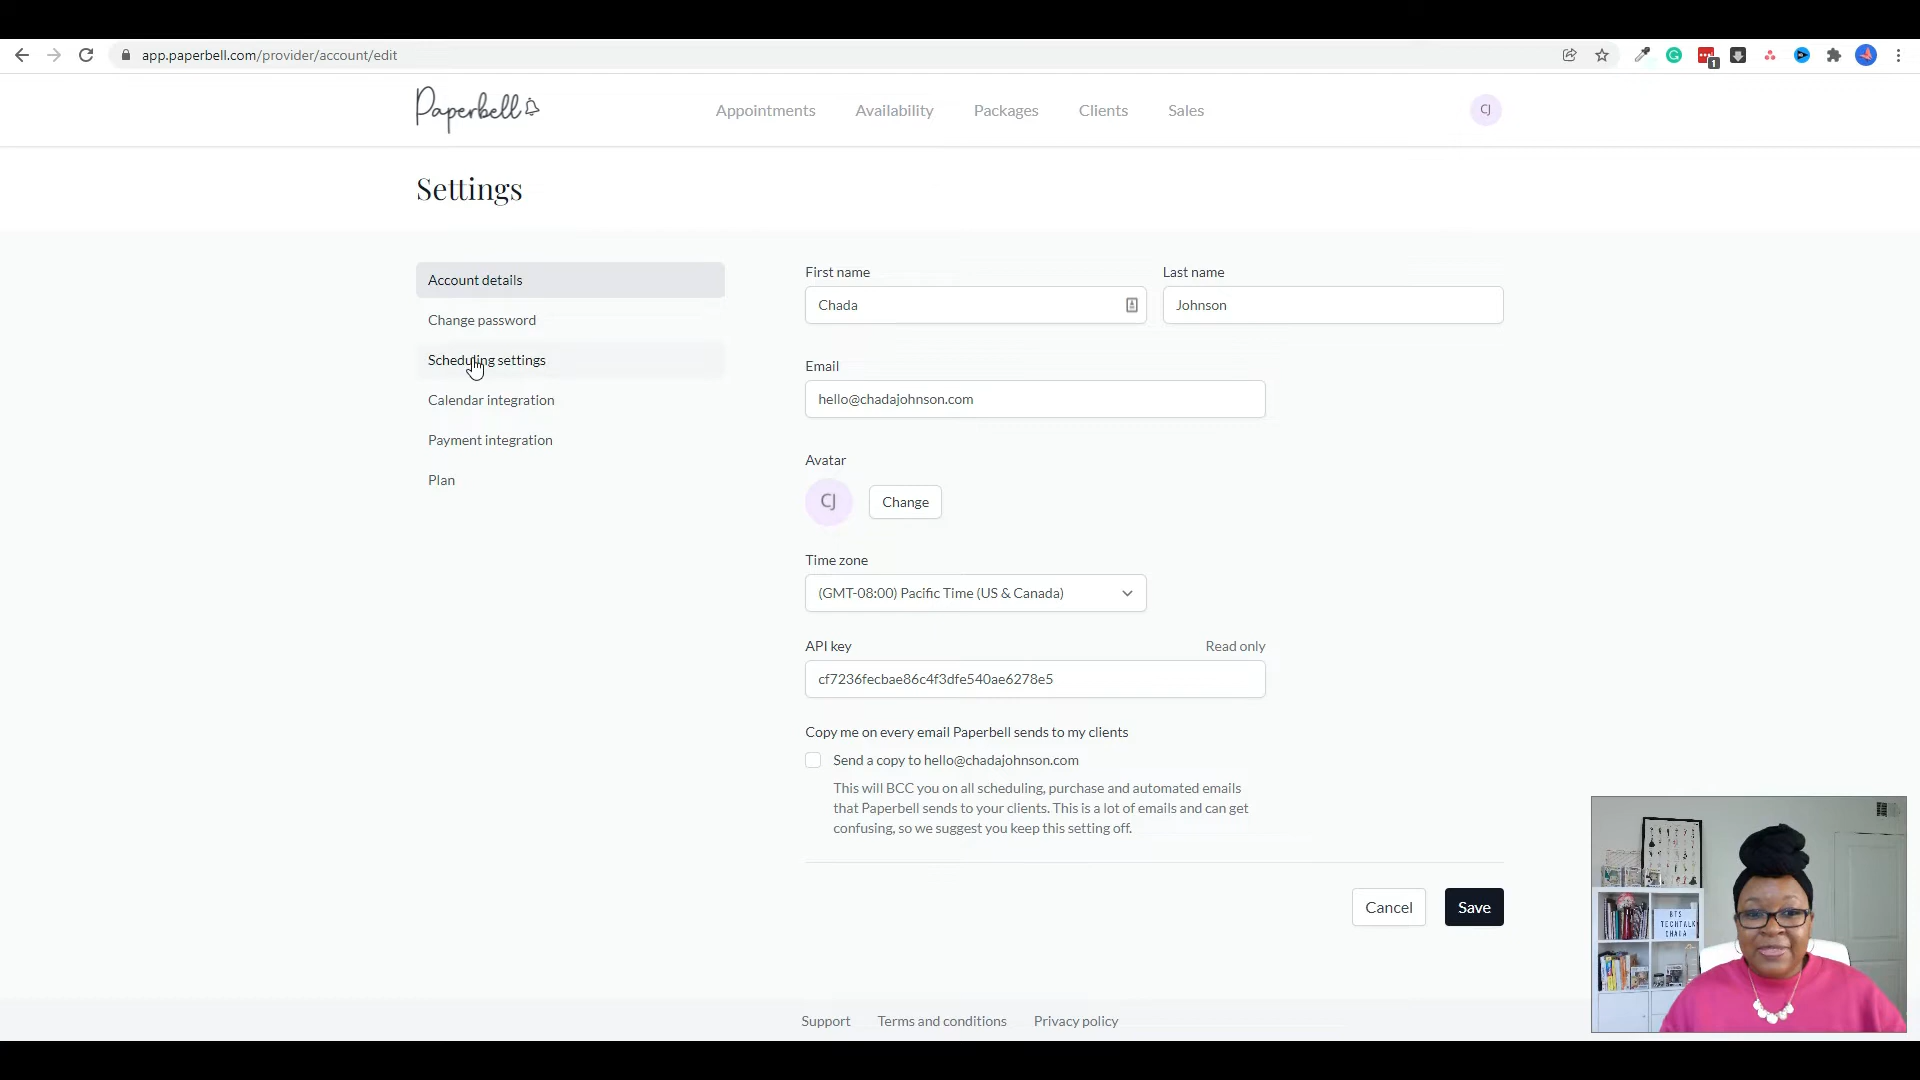 app.paperbell.com/provider/account/edit
1
Paperbell
Appointments
Availability
Packages
Clients
Sales
CJ
Settings
Account details
Change password
Scheduling settings
Calendar integration
Payment integration
Plan
First name
Last name
Chada
Johnson
Email
hello@chadajohnson.com
Avatar
CJ
Change
Time zone
(GMT-08:00) Pacific Time (US & Canada)
API key
Read only
cf7236fecbae86c4f3dfe540ae6278e5
Copy me on every email Paperbell sends to my clients
Send a copy to hello@chadajohnson.com
This will BCC you on all scheduling, purchase and automated emails
that Paperbell sends to your clients. This is a lot of emails and can get
confusing, so we suggest you keep this setting off.
Cancel
Save
BTS
TECHTALK
CHADA
Support
Terms and conditions
Privacy policy